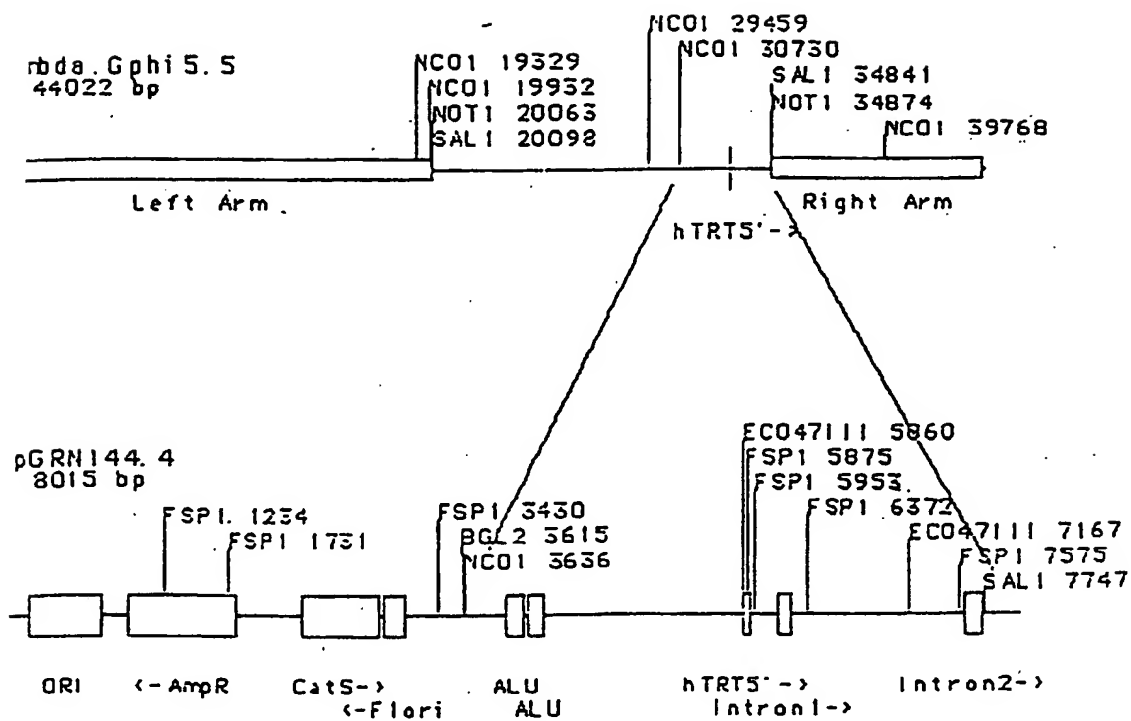 NCO1 29459
NCO1 30730
mbda.Gphi5.5
44022 bp
NCO1 19329
NCO1 19932
NOT1 20063
SAL1 20098
SAL1 34841
NOT1 34874
NCO1 39768
Left Arm
Right Arm
hTRT5'->
pGRN144.4
8015 bp
ECO47111 5860
FSP1 5875
FSP1 5953
FSP1 6372
FSP1. 1234
FSP1 1731
FSP1 3430
BGL2 3615
NCO1 3636
ECO47111 7167
FSP1 7575
SAL1 7747
ORI
<-AmpR
CatS->
<-F1ori
ALU
ALU
hTRT5'->
Intron1->
Intron2->